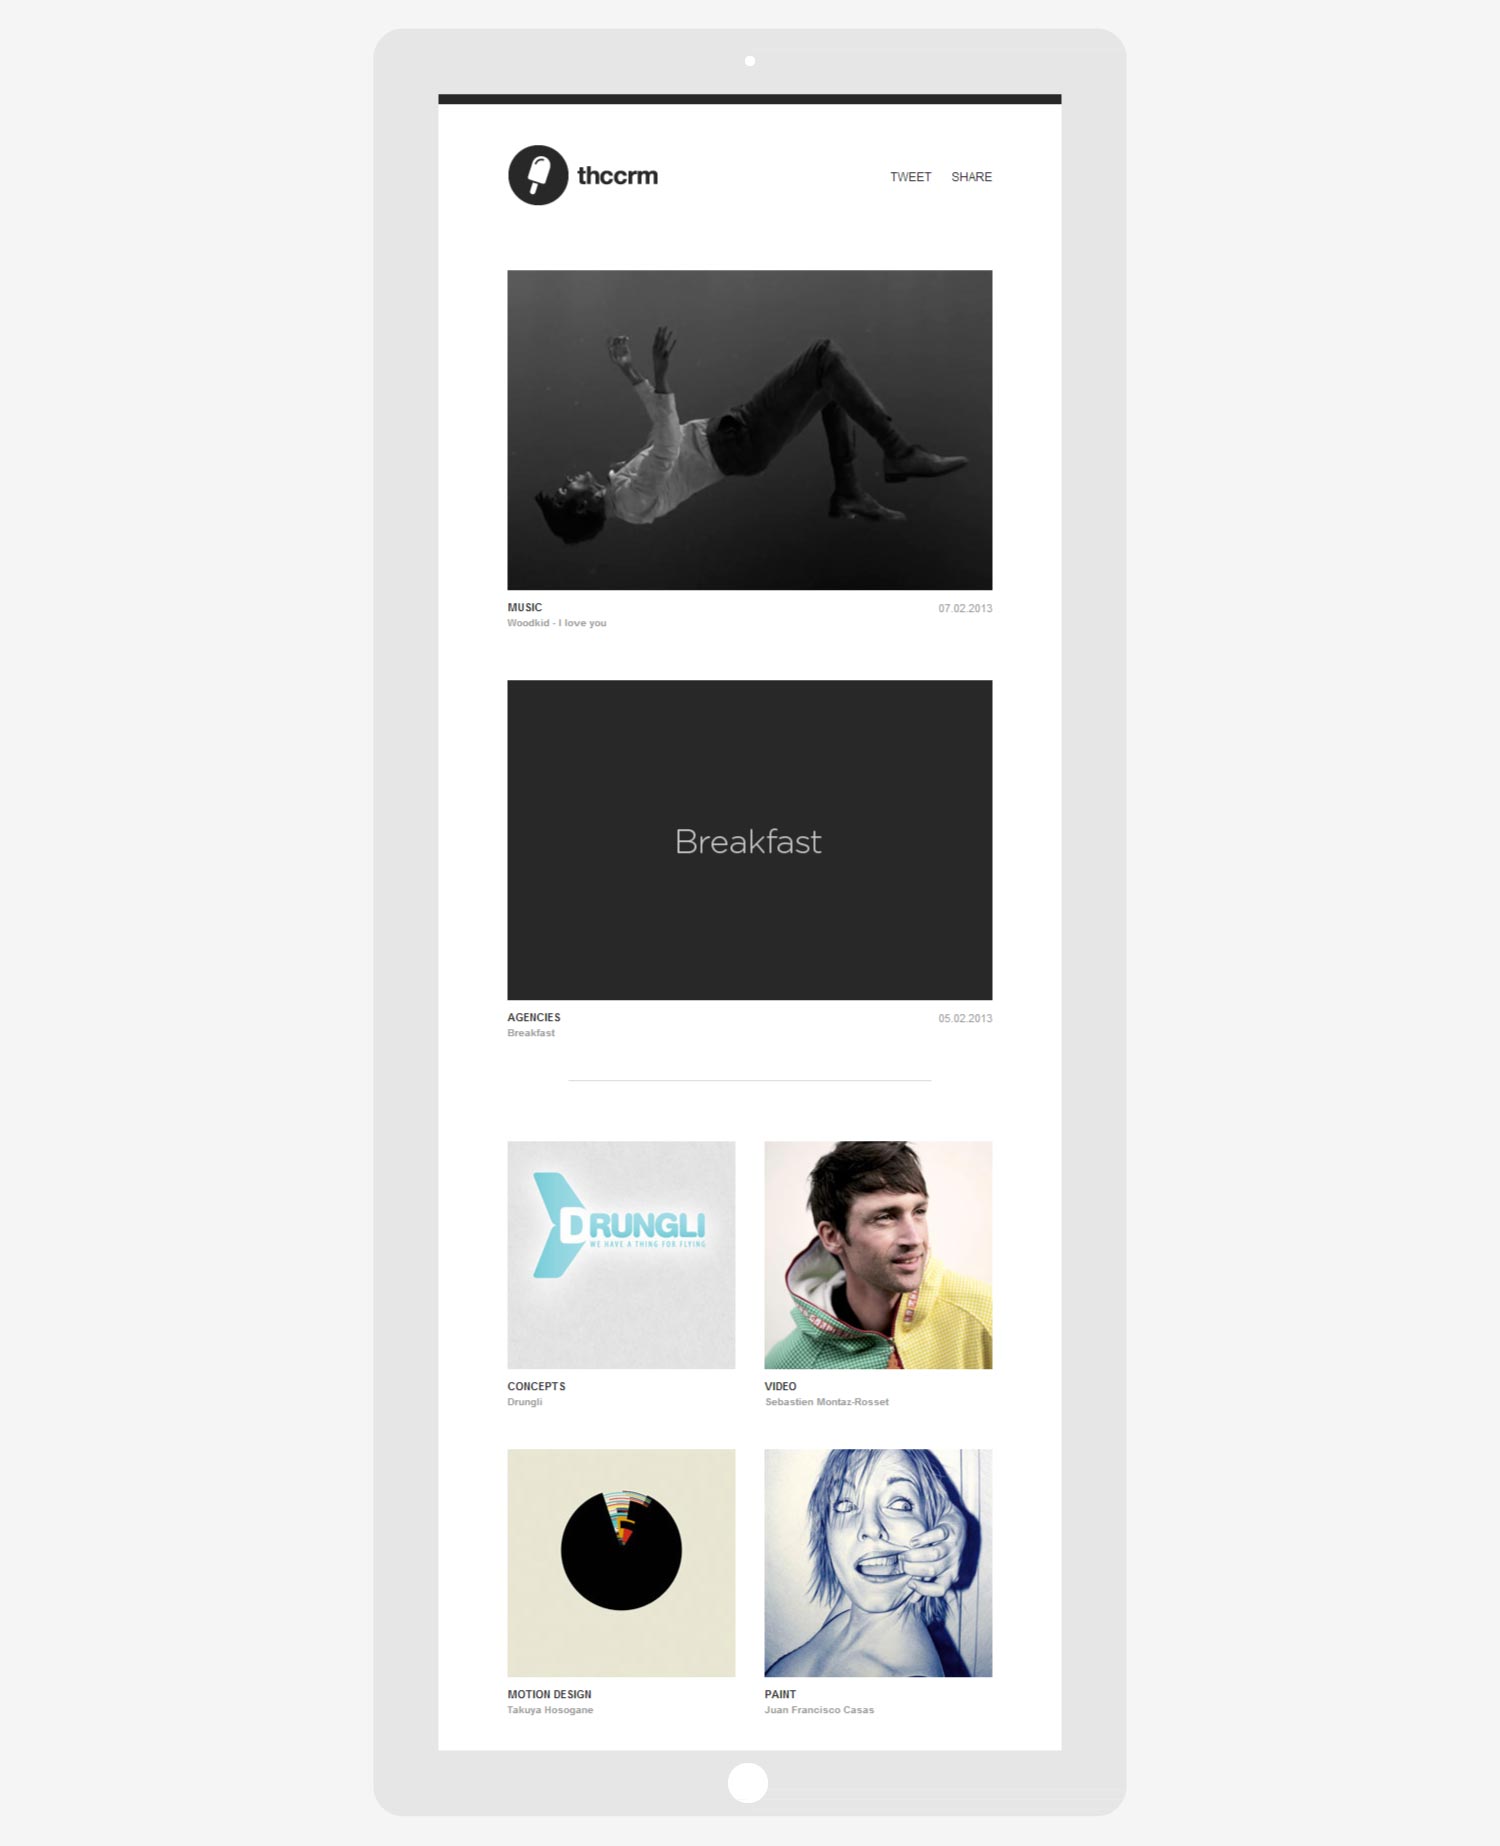 thccrm
TWEET SHARE
MUSIC 07.02.2013
Woodkid - I love you
Breakfast
AGENCIES 05.02.2013
Breakfast
DRUNGLI
WE HAVE A THING FOR FLYING
CONCEPTS
Drungli
VIDEO
Sebastien Montaz-Rosset
MOTION DESIGN
Takuya Hosogane
PAINT
Juan Francisco Casas